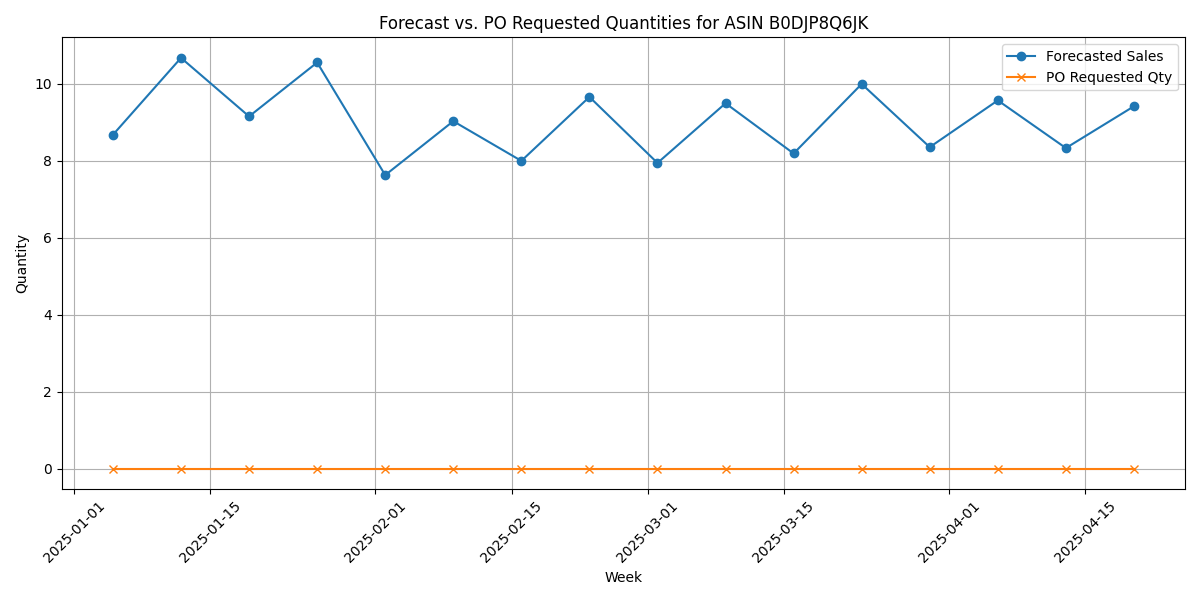 Forecast vs. PO Requested Quantities for ASIN B0DJP8Q6JK
Forecasted Sales
PO Requested Qty
Quantity
10
8
6
4
2
0
2025-01-01
2025-01-15
2025-02-01
2025-02-15
2025-03-01
2025-03-15
2025-04-01
2025-04-15
Week